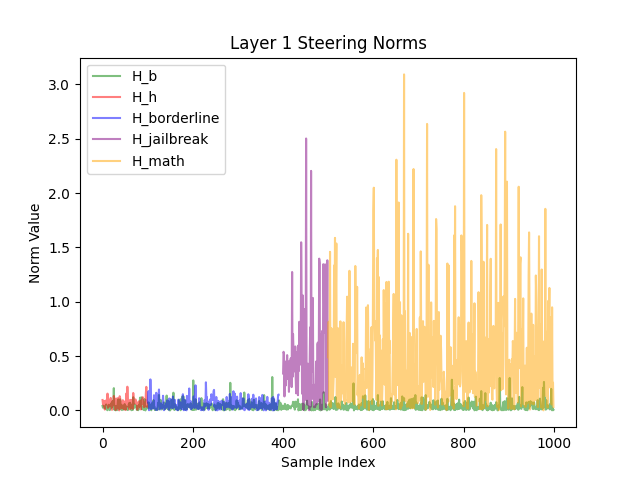 Layer 1 Steering Norms
H_b
H_h
H_borderline
H_jailbreak
H_math
3.0
2.5
2.0
1.5
1.0
0.5
0.0
Norm Value
0 200 400 600 800 1000
Sample Index